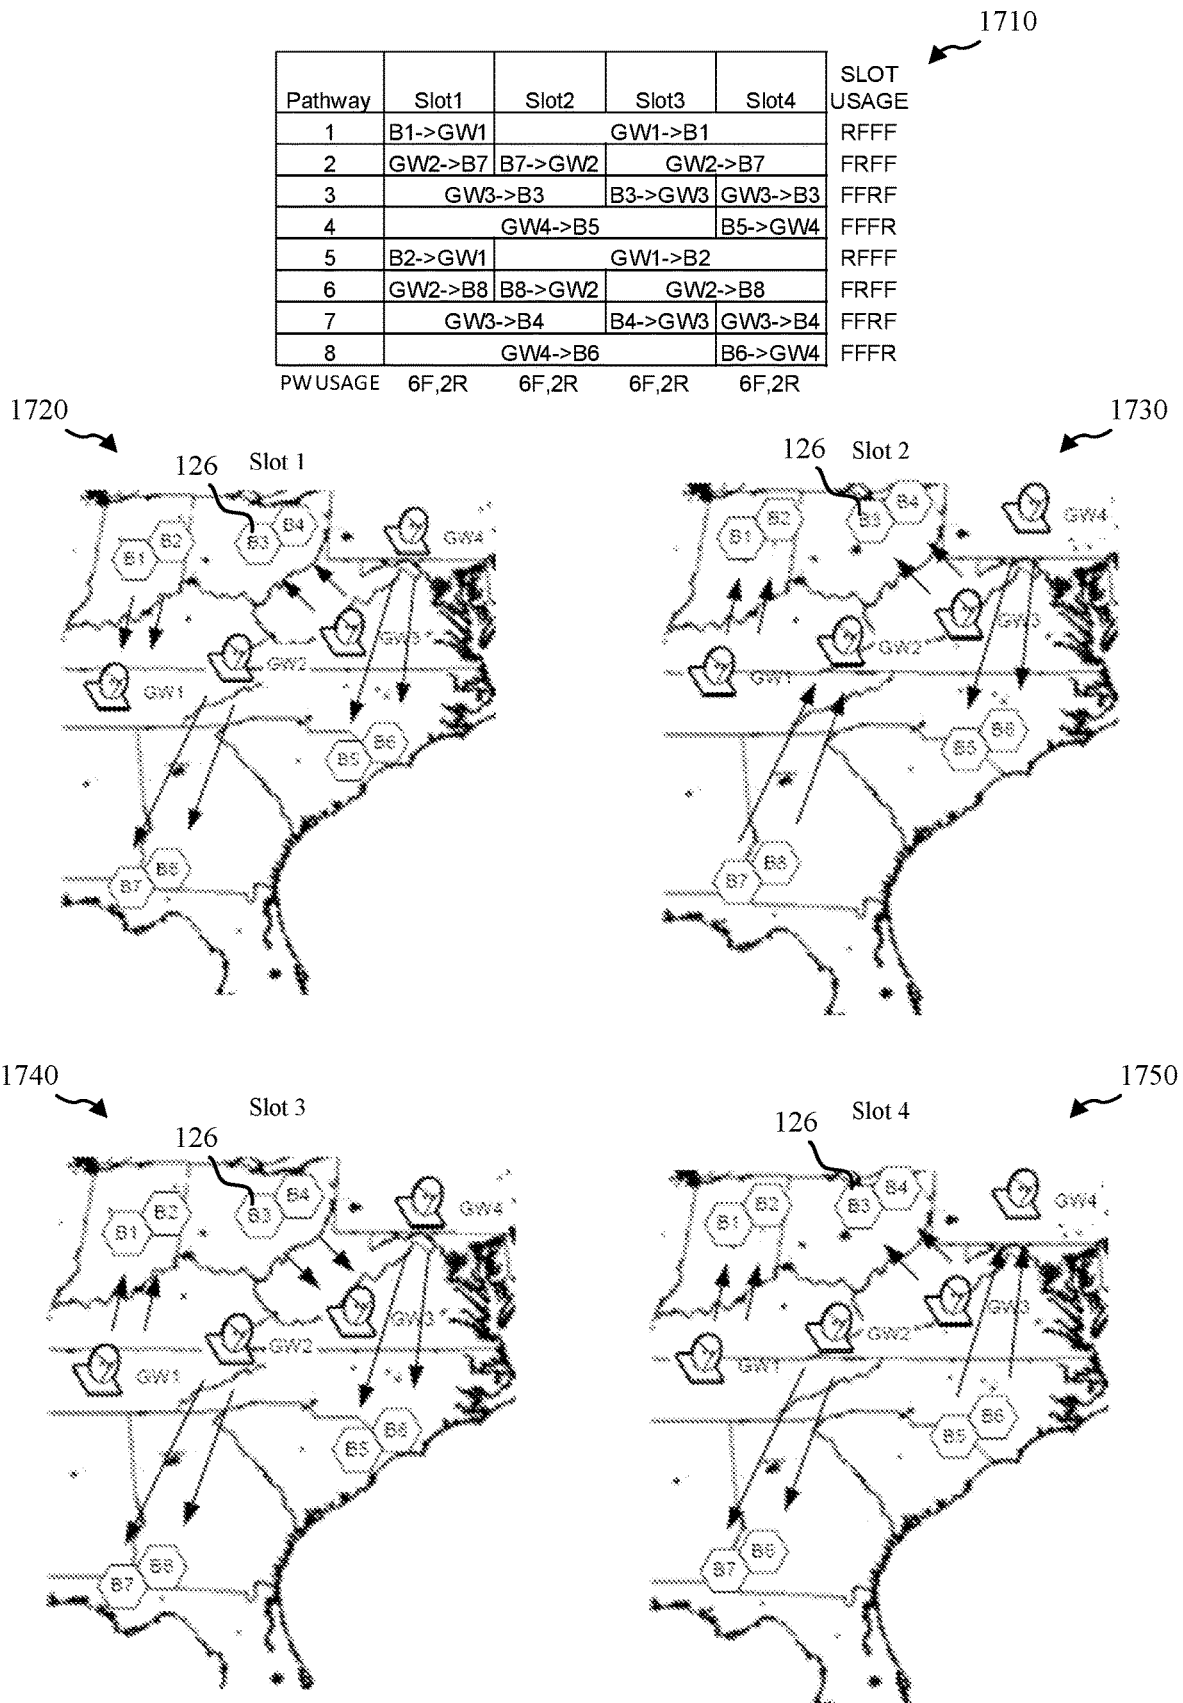 1710
Pathway Slot1 Slot2 Slot3 Slot4 SLOT USAGE
1 B1->GW1 GW1->B1 RFFF
2 GW2->B7 B7->GW2 GW2->B7 FRFF
3 GW3->B3 B3->GW3 GW3->B3 FFRF
4 GW4->B5 B5->GW4 FFFR
5 B2->GW1 GW1->B2 RFFF
6 GW2->B8 B8->GW2 GW2->B8 FRFF
7 GW3->B4 B4->GW3 GW3->B4 FFRF
8 GW4->B6 B6->GW4 FFFR
PW USAGE 6F,2R 6F,2R 6F,2R 6F,2R
1720
1730
126 Slot 1
B1 B2 B3 B4
GW4
GW3
GW2
GW1
B5 B6
B7 B8
126 Slot 2
B1 B2 B3 B4
GW4
GW3
GW2
GW1
B5 B6
B7 B8
1740
1750
Slot 3
126
B1 B2 B3 B4
GW4
GW3
GW2
GW1
B5 B6
B7 B8
Slot 4
126
B1 B2 B3 B4
GW4
GW3
GW2
GW1
B5 B6
B7 B8